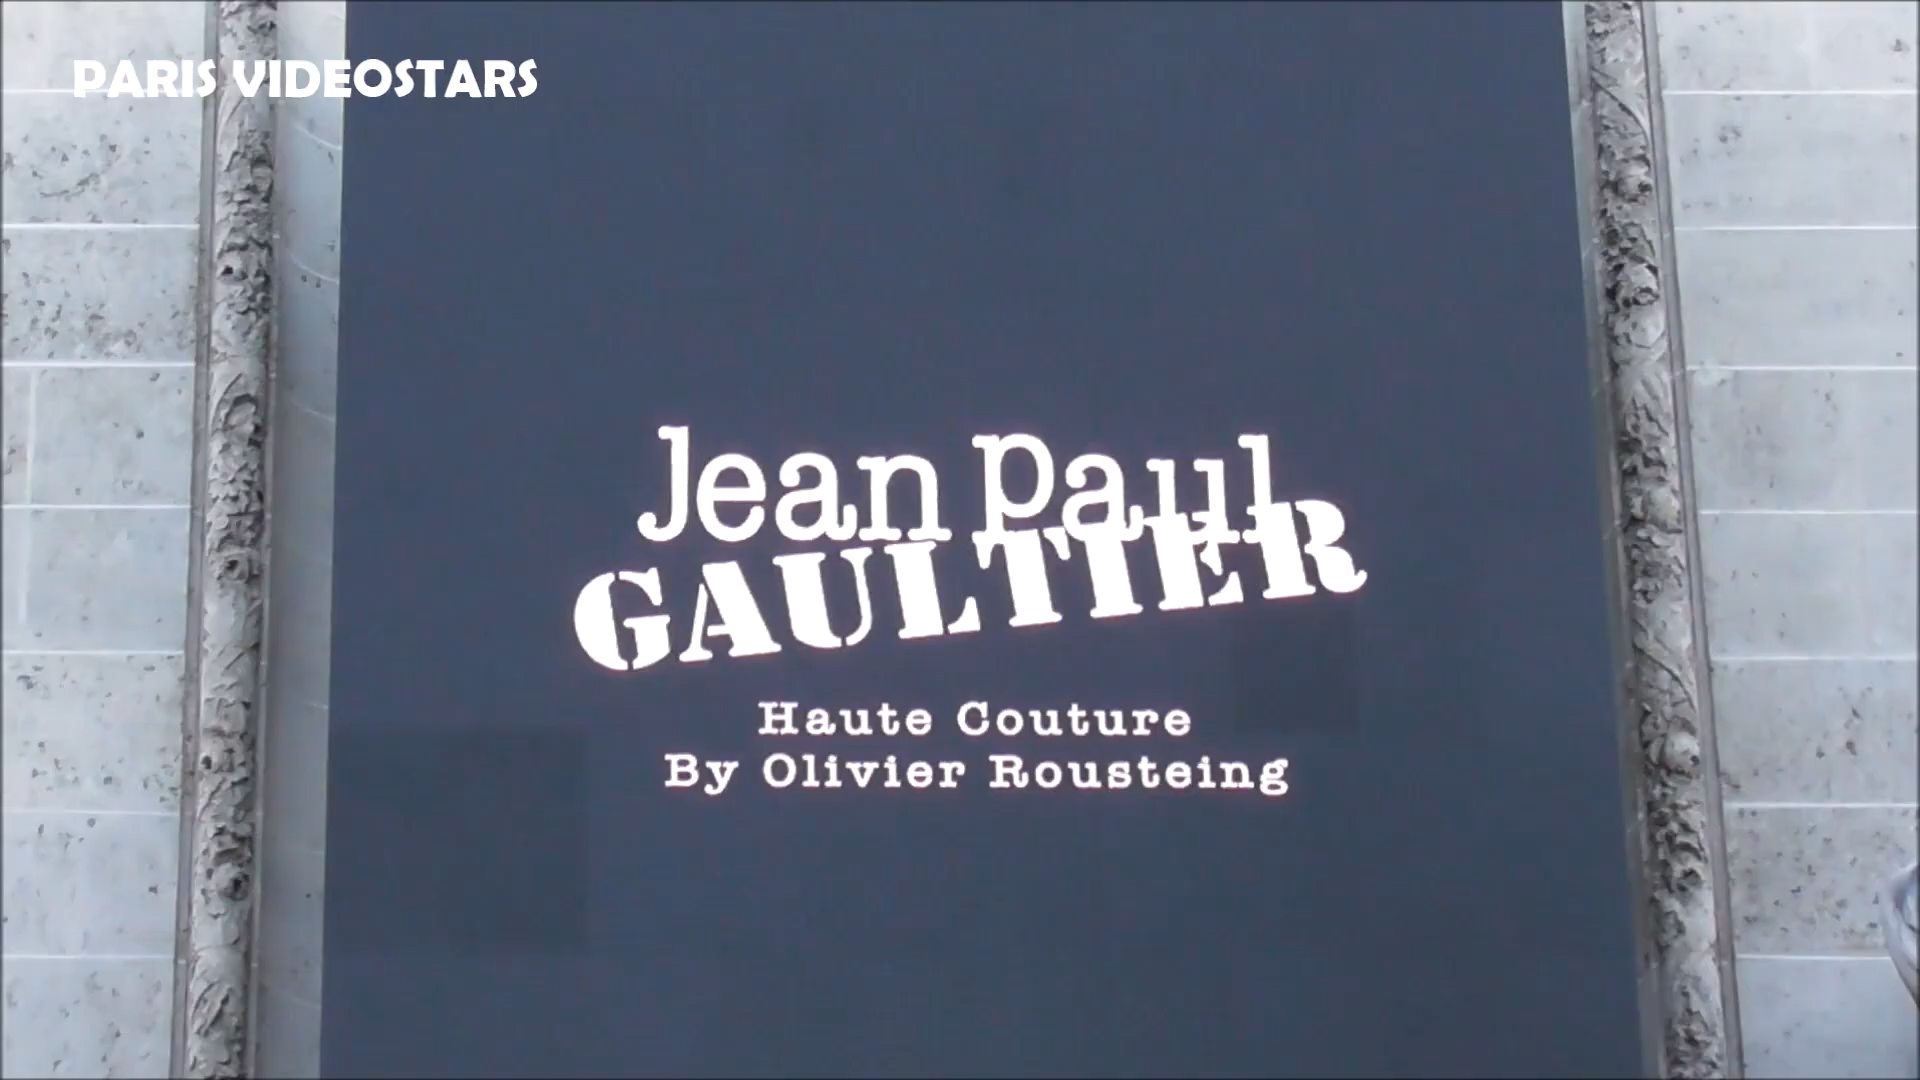 PARIS VIDEOSTARS
Jean Paul
GAULTIER
Haute Couture
By Olivier Rousteing